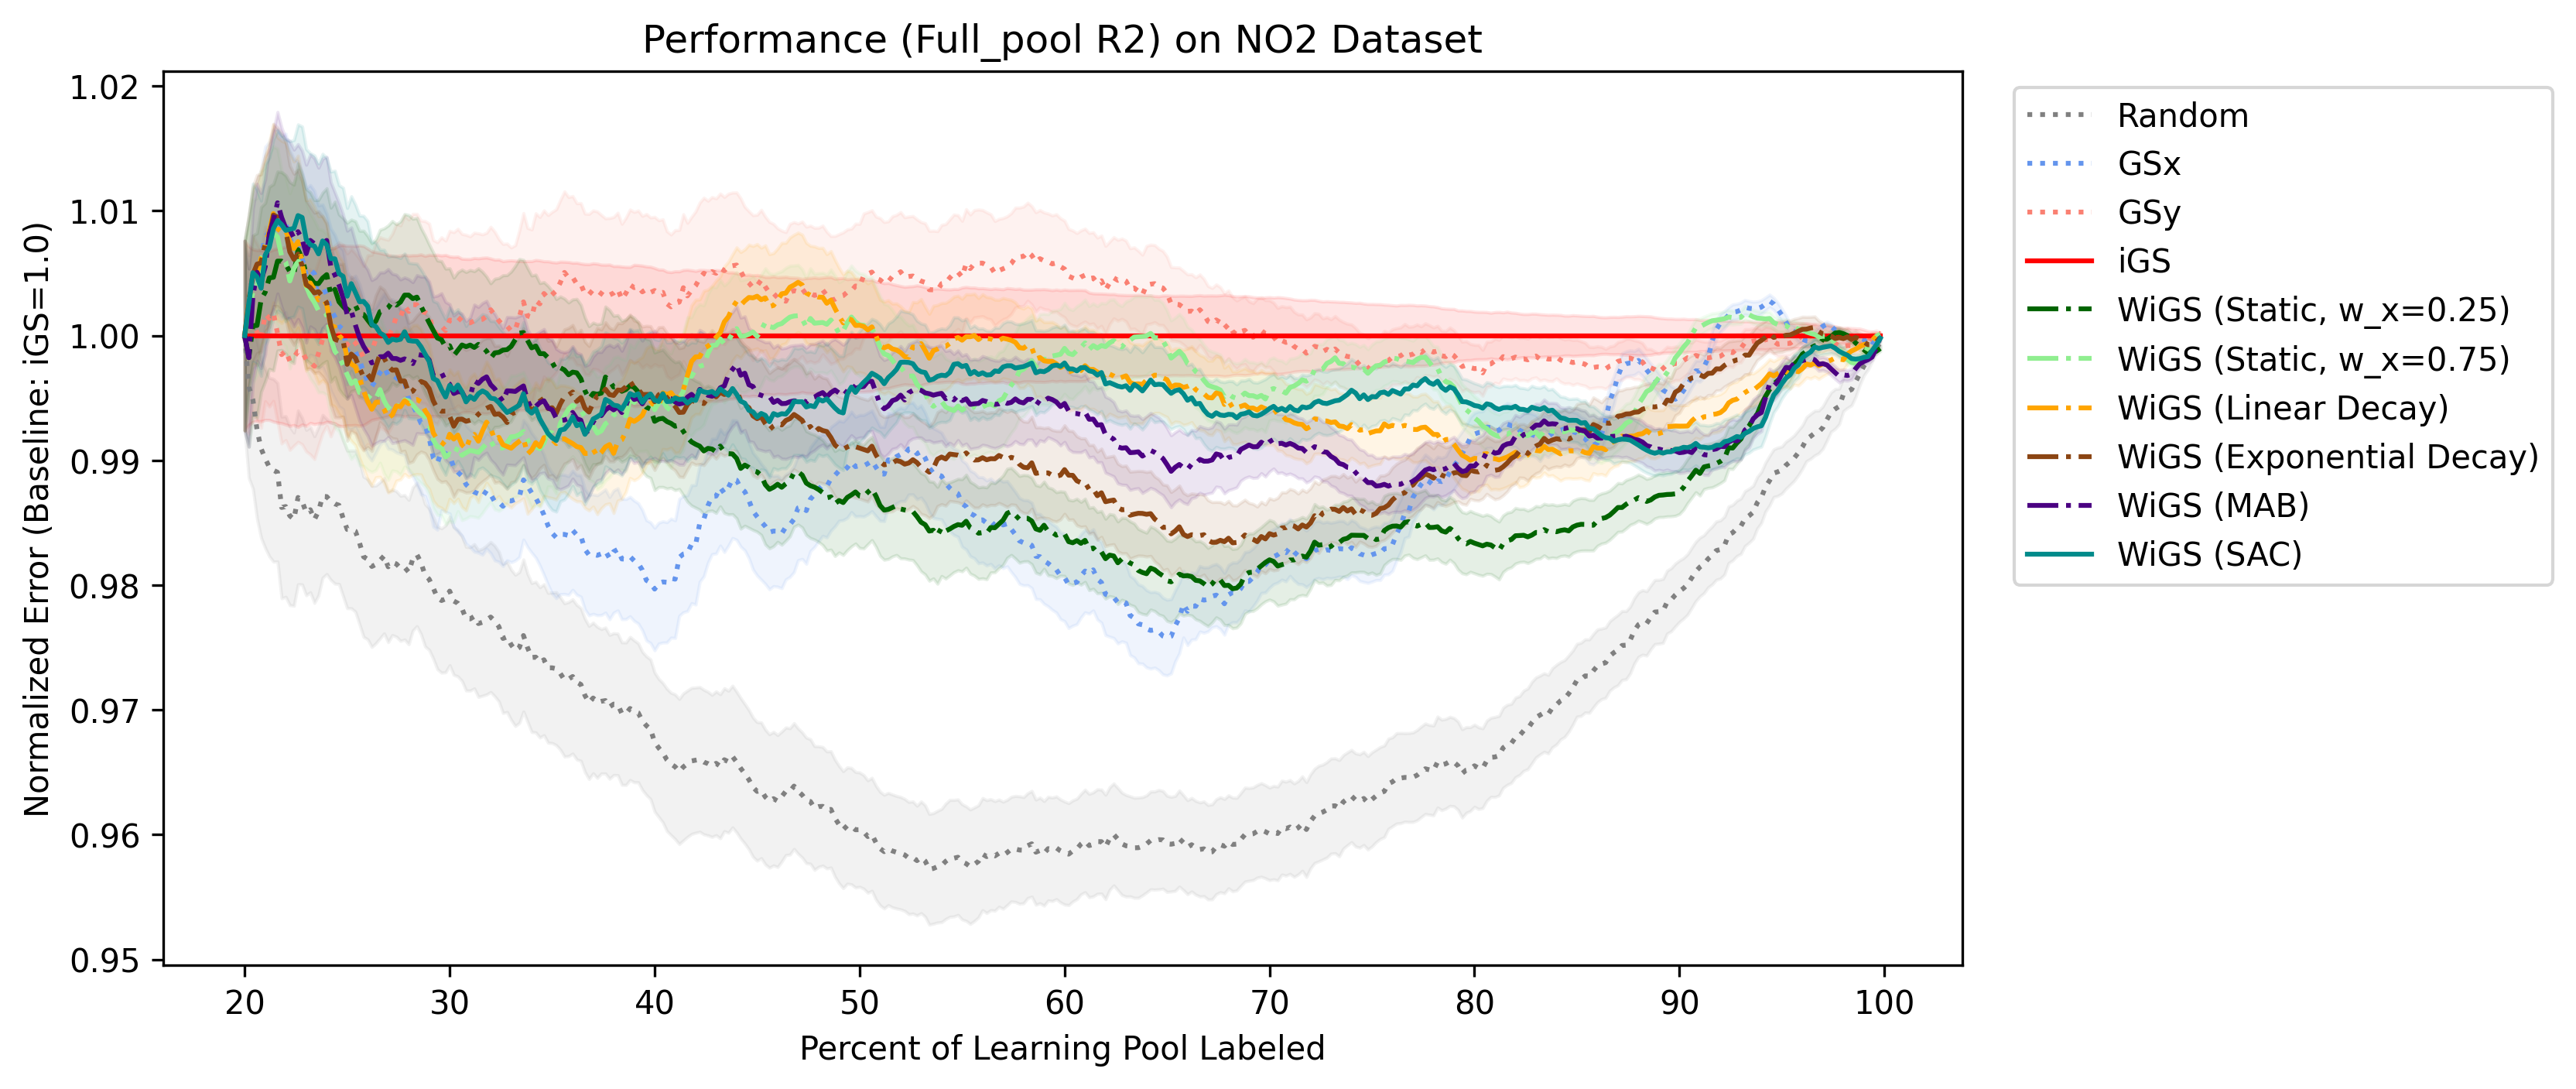 Performance (Full_pool R2) on NO2 Dataset
Normalized Error (Baseline: iGS=1.0)
1.02
1.01
1.00
0.99
0.98
0.97
0.96
0.95
20 30 40 50 60 70 80 90 100
Percent of Learning Pool Labeled
Random
GSx
GSy
iGS
WiGS (Static, w_x=0.25)
WiGS (Static, w_x=0.75)
WiGS (Linear Decay)
WiGS (Exponential Decay)
WiGS (MAB)
WiGS (SAC)